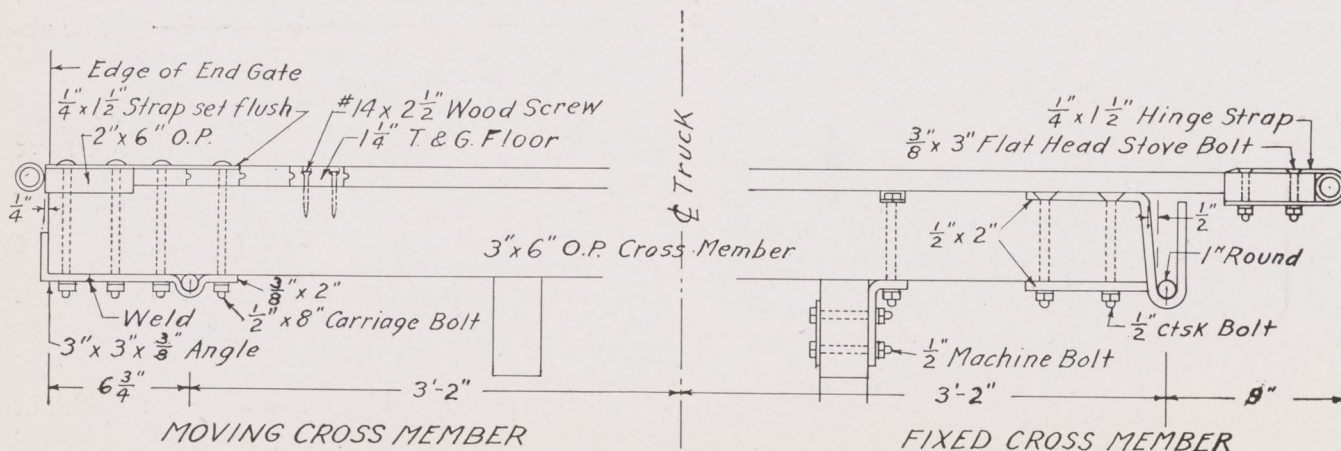 Edge of End Gate
1/4" x 1 1/2" Strap set flush
2" x 6" O.P.
#14 x 2 1/2" Wood Screw
1 1/4" T. & G. Floor
℄ Truck
1/4" x 1 1/2" Hinge Strap
3/8" x 3" Flat Head Stove Bolt
1/4"
3" x 6" O.P. Cross Member
1/2" x 2"
1/2"
1" Round
3/8" x 2"
Weld
1/2" x 8" Carriage Bolt
3" x 3" x 3/8" Angle
1/2" ctsk Bolt
1/2" Machine Bolt
6 3/4"
3'-2"
3'-2"
9"
MOVING CROSS MEMBER
FIXED CROSS MEMBER